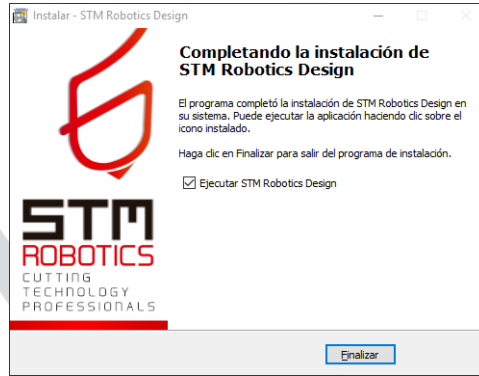 Instalar - STM Robotics Design
Completando la instalación de
STM Robotics Design
El programa completó la instalación de STM Robotics Design en
su sistema. Puede ejecutar la aplicación haciendo clic sobre el
icono instalado.
Haga clic en Finalizar para salir del programa de instalación.
Ejecutar STM Robotics Design
STM
ROBOTICS
CUTTING
TECHNOLOGY
PROFESSIONALS
Finalizar